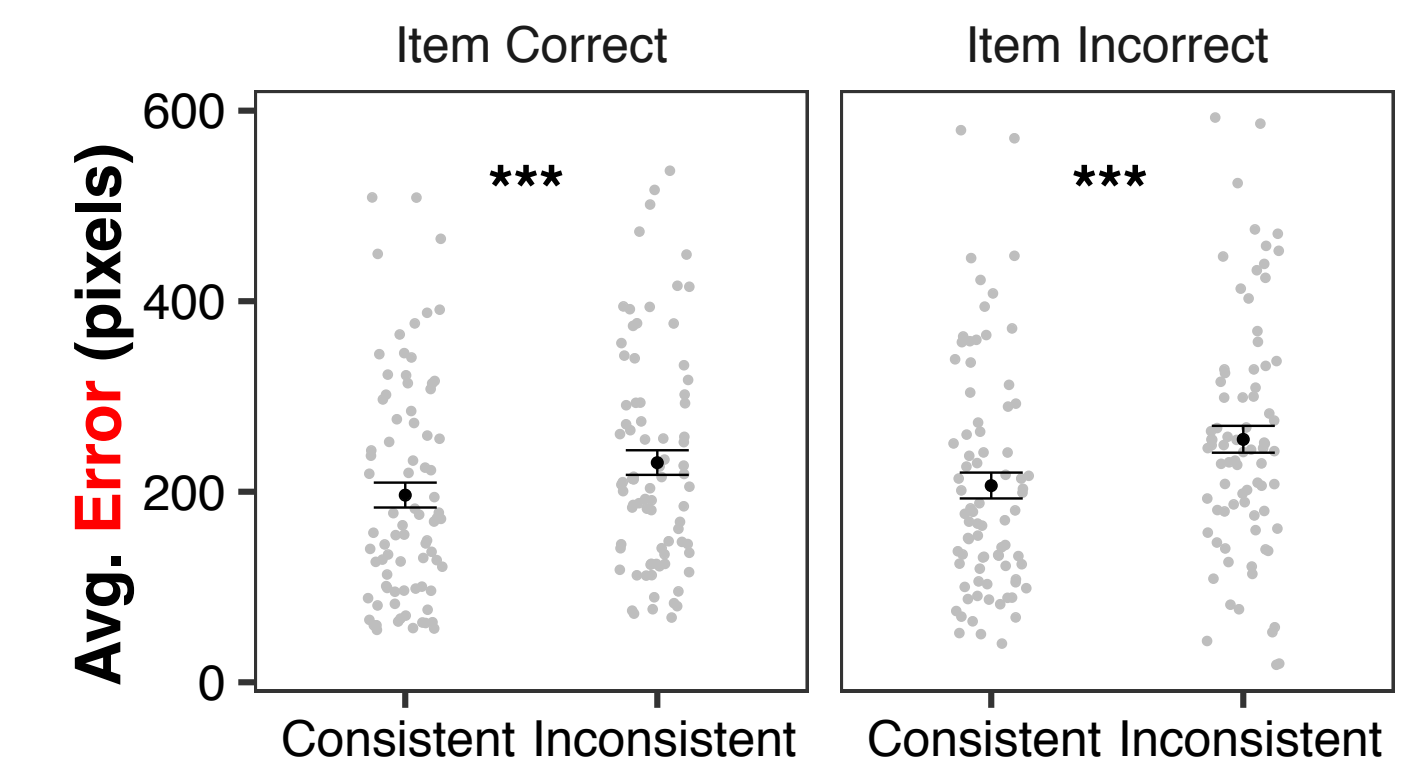 Item Correct
Item Incorrect
Avg. Error (pixels)
600
400
200
0
***
***
Consistent Inconsistent
Consistent Inconsistent